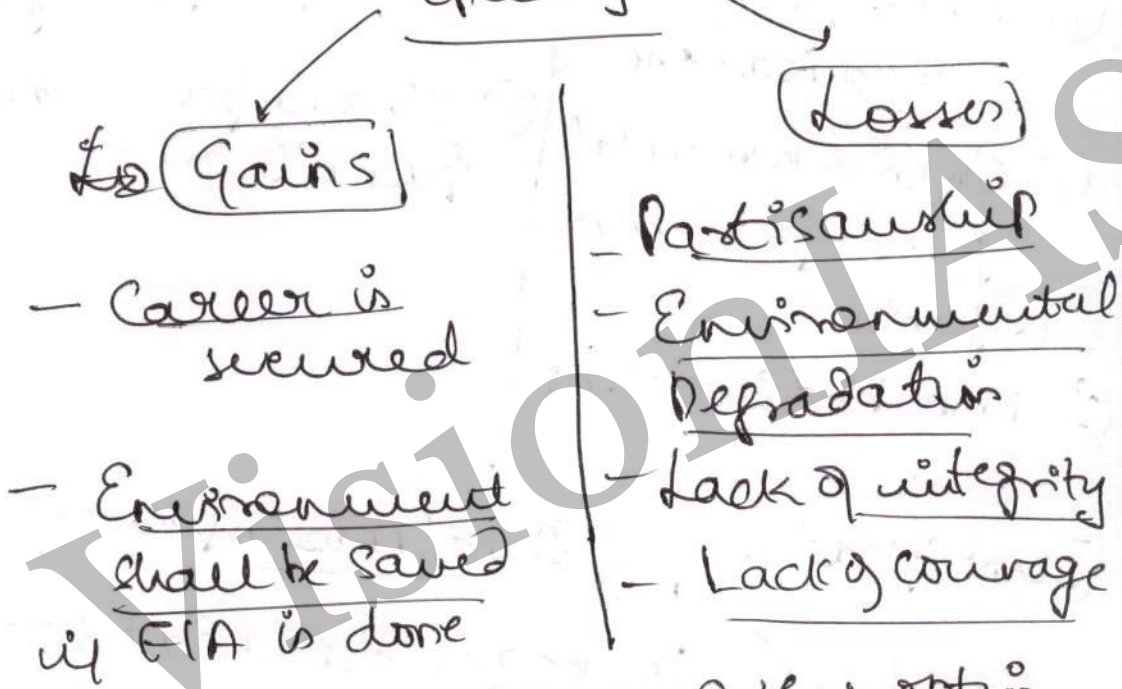 Gains
- Career is
secured
- Environment
shall be saved
if EIA is done
Losses
- Partisanship
- Environmental
Degradation
- Lack of integrity
- Lack of courage
VisionIAS